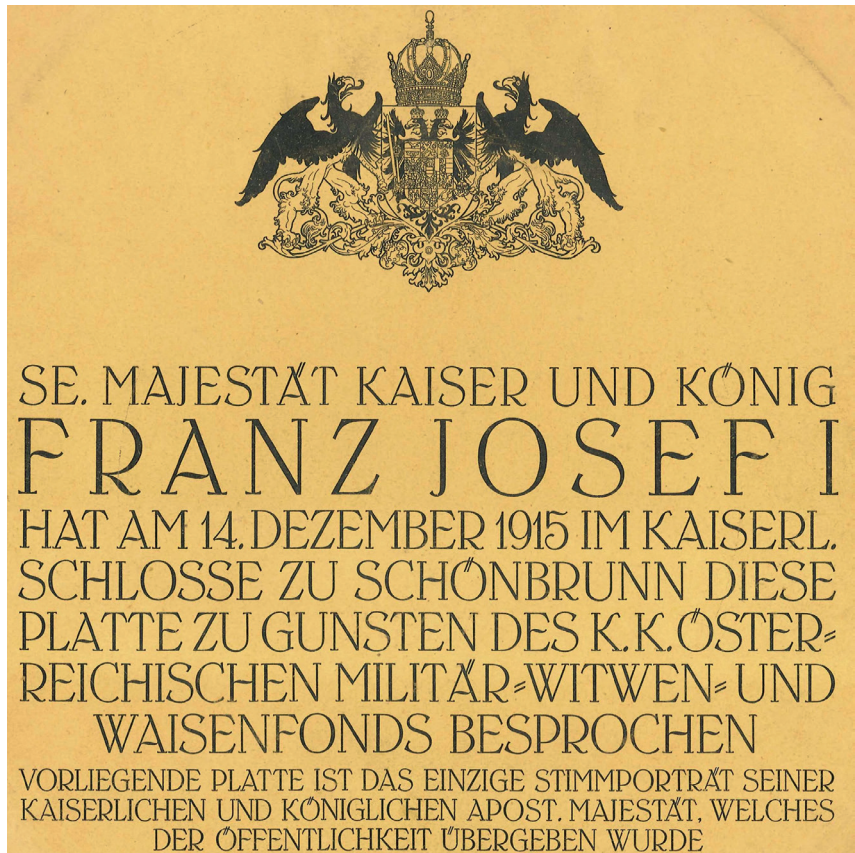 SE. MAJESTÄT KAISER UND KÖNIG
FRANZ JOSEF I
HAT AM 14. DEZEMBER 1915 IM KAISERL.
SCHLOSSE ZU SCHÖNBRUNN DIESE
PLATTE ZU GUNSTEN DES K. K. ÖSTER=
REICHISCHEN MILITÄR=WITWEN= UND
WAISENFONDS BESPROCHEN
VORLIEGENDE PLATTE IST DAS EINZIGE STIMMPORTRÄT SEINER
KAISERLICHEN UND KÖNIGLICHEN APOST. MAJESTÄT, WELCHES
DER ÖFFENTLICHKEIT ÜBERGEBEN WURDE